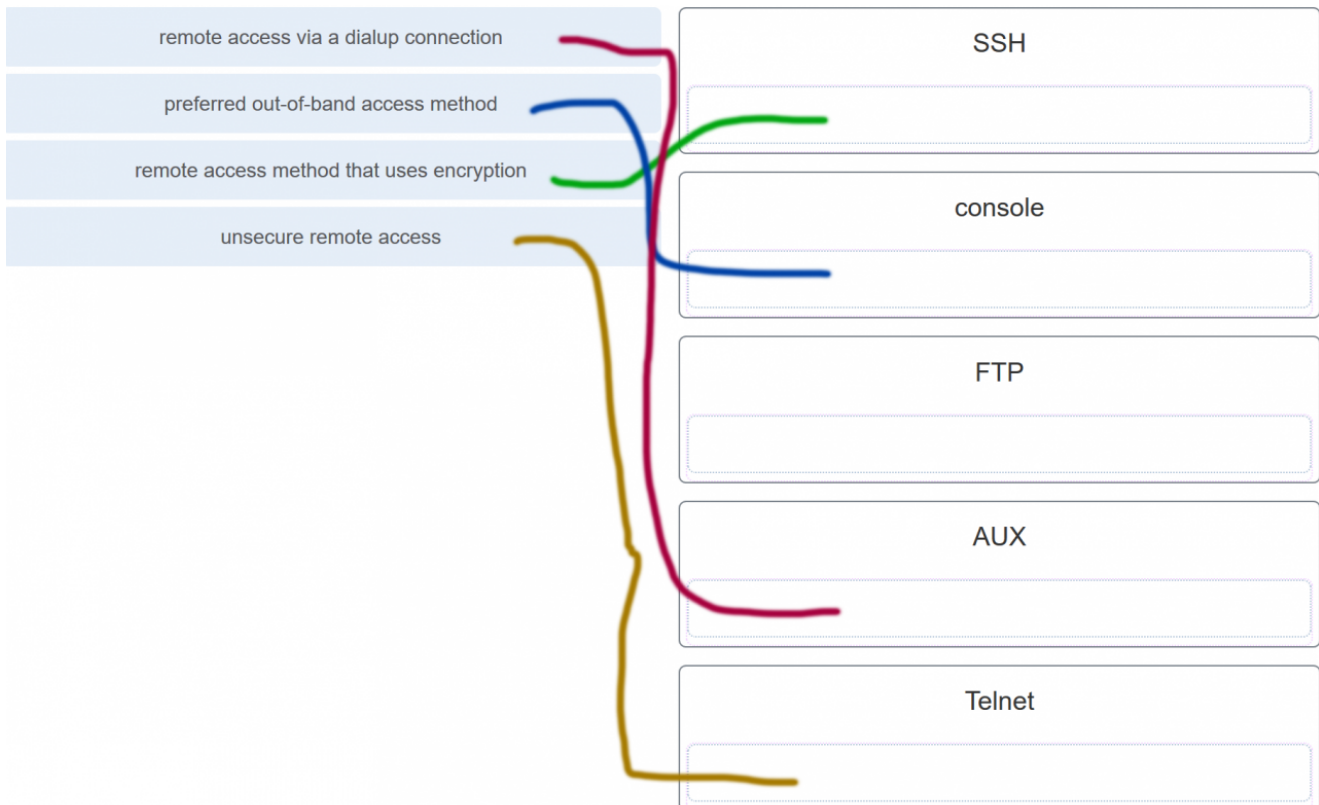 remote access via a dialup connection
preferred out-of-band access method
remote access method that uses encryption
unsecure remote access
SSH
console
FTP
AUX
Telnet